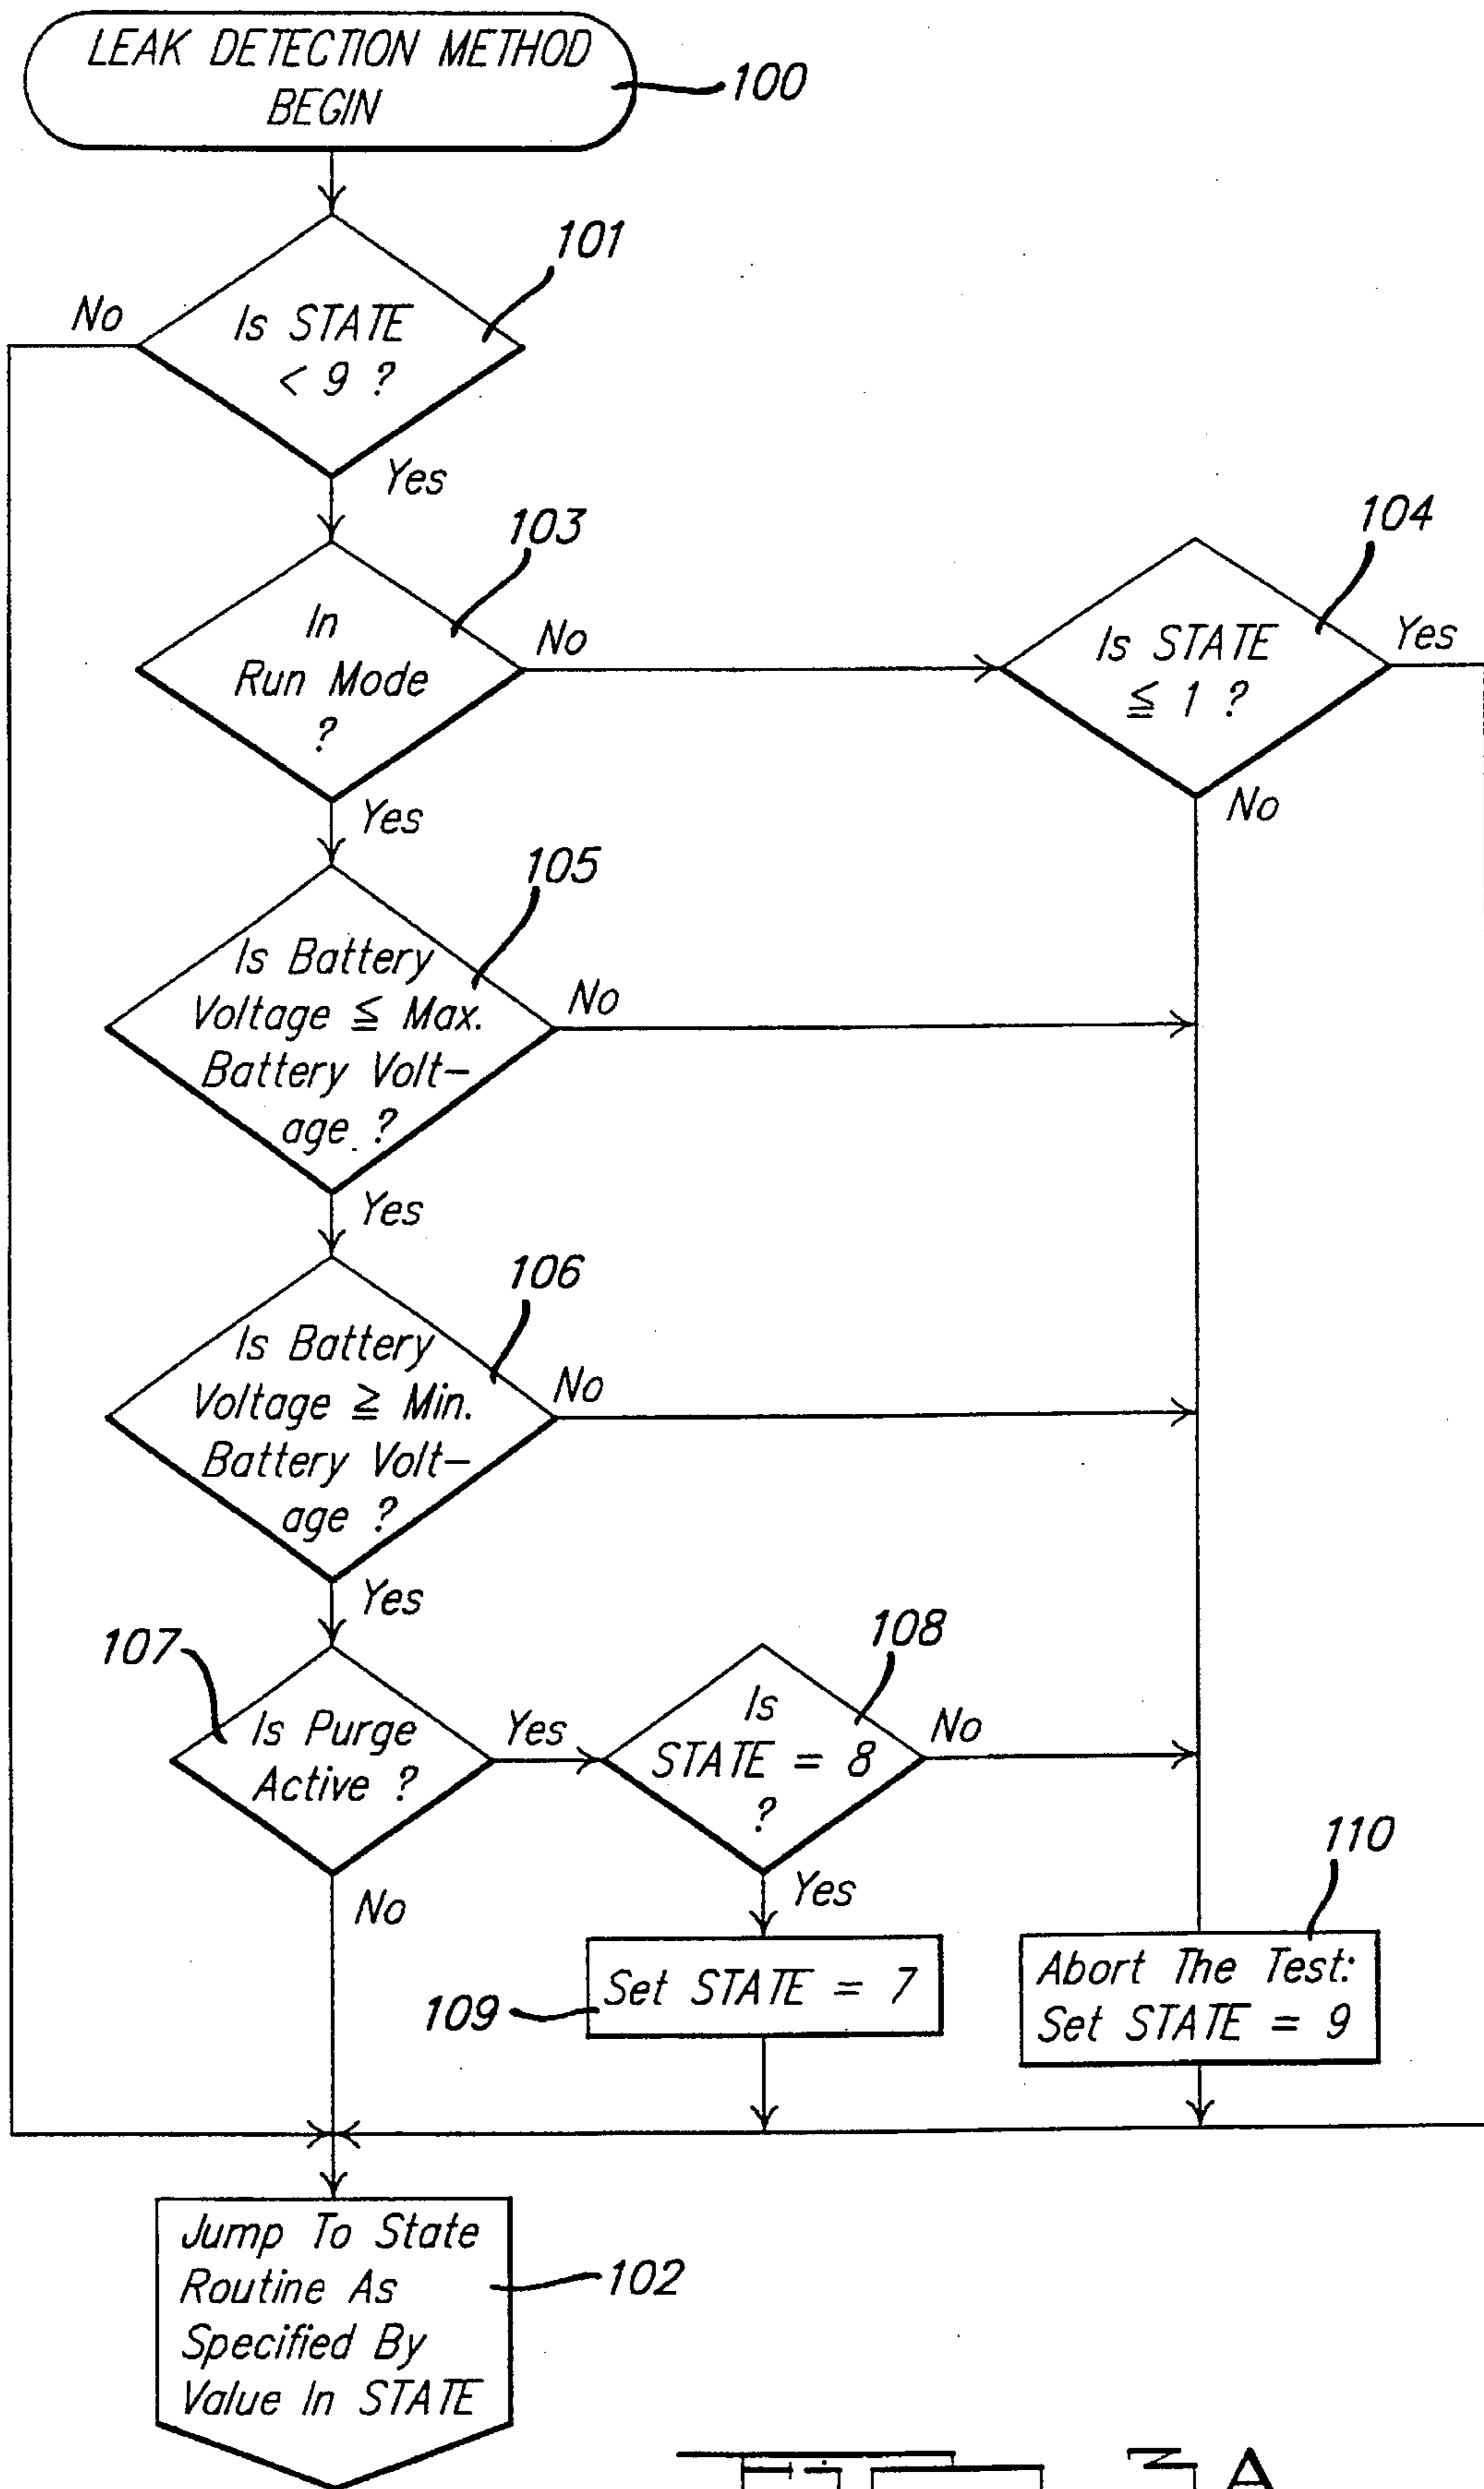 LEAK DETECTION METHOD
BEGIN
100
101
No
Is STATE
< 9 ?
Yes
103
104
In
Run Mode
?
No
Is STATE
≦ 1 ?
Yes
Yes
No
105
Is Battery
Voltage ≦ Max.
Battery Volt-
age ?
No
Yes
106
Is Battery
Voltage ≧ Min.
Battery Volt-
age ?
No
Yes
107
108
Is Purge
Active ?
Yes
Is
STATE = 8
?
No
No
Yes
110
109
Set STATE = 7
Abort The Test:
Set STATE = 9
Jump To State
Routine As
Specified By
Value In STATE
102